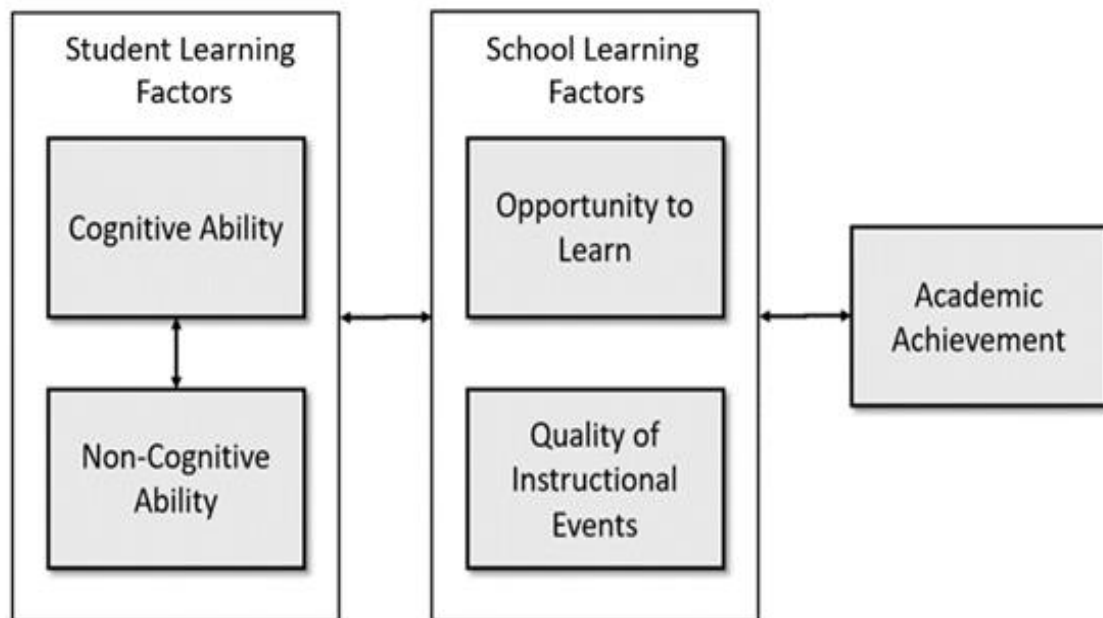 Student Learning
Factors
Cognitive Ability
Non-Cognitive
Ability
School Learning
Factors
Opportunity to
Learn
Quality of
Instructional
Events
Academic
Achievement